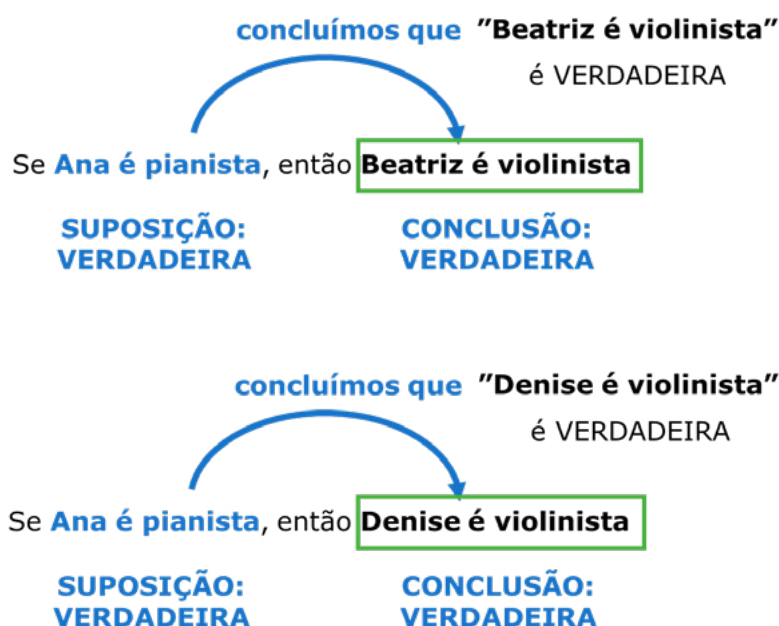 concluímos que ”Beatriz é violinista”
é VERDADEIRA
Se Ana é pianista, então Beatriz é violinista
SUPOSIÇÃO: CONCLUSÃO:
VERDADEIRA VERDADEIRA
concluímos que ”Denise é violinista”
é VERDADEIRA
Se Ana é pianista, então Denise é violinista
SUPOSIÇÃO: CONCLUSÃO:
VERDADEIRA VERDADEIRA